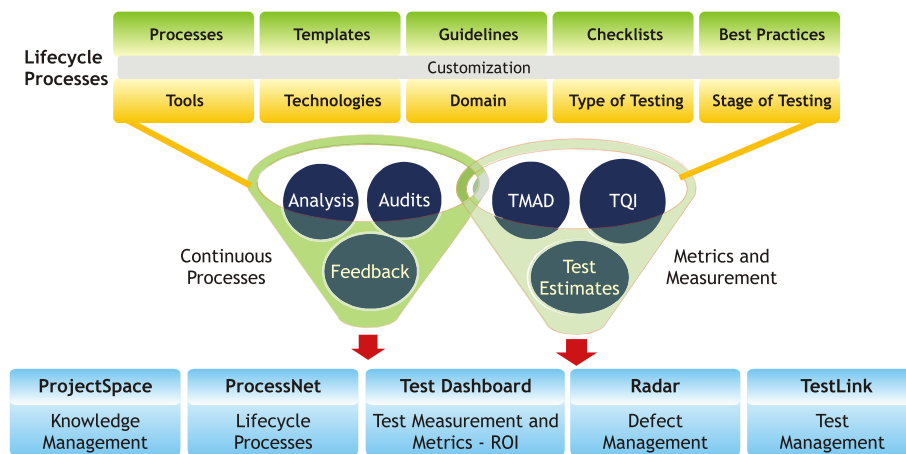 Lifecycle
Processes
Processes
Templates
Guidelines
Checklists
Best Practices
Customization
Tools
Technologies
Domain
Type of Testing
Stage of Testing
Continuous
Processes
Analysis
Audits
Feedback
TMAD
TQI
Test
Estimates
Metrics and
Measurement
ProjectSpace
Knowledge
Management
ProcessNet
Lifecycle
Processes
Test Dashboard
Test Measurement and
Metrics - ROI
Radar
Defect
Management
TestLink
Test
Management